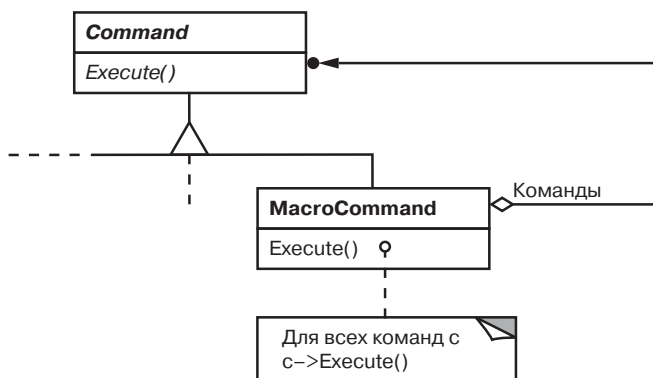 Command
Execute()
Команды
MacroCommand
Execute()
Для всех команд с
с->Execute()